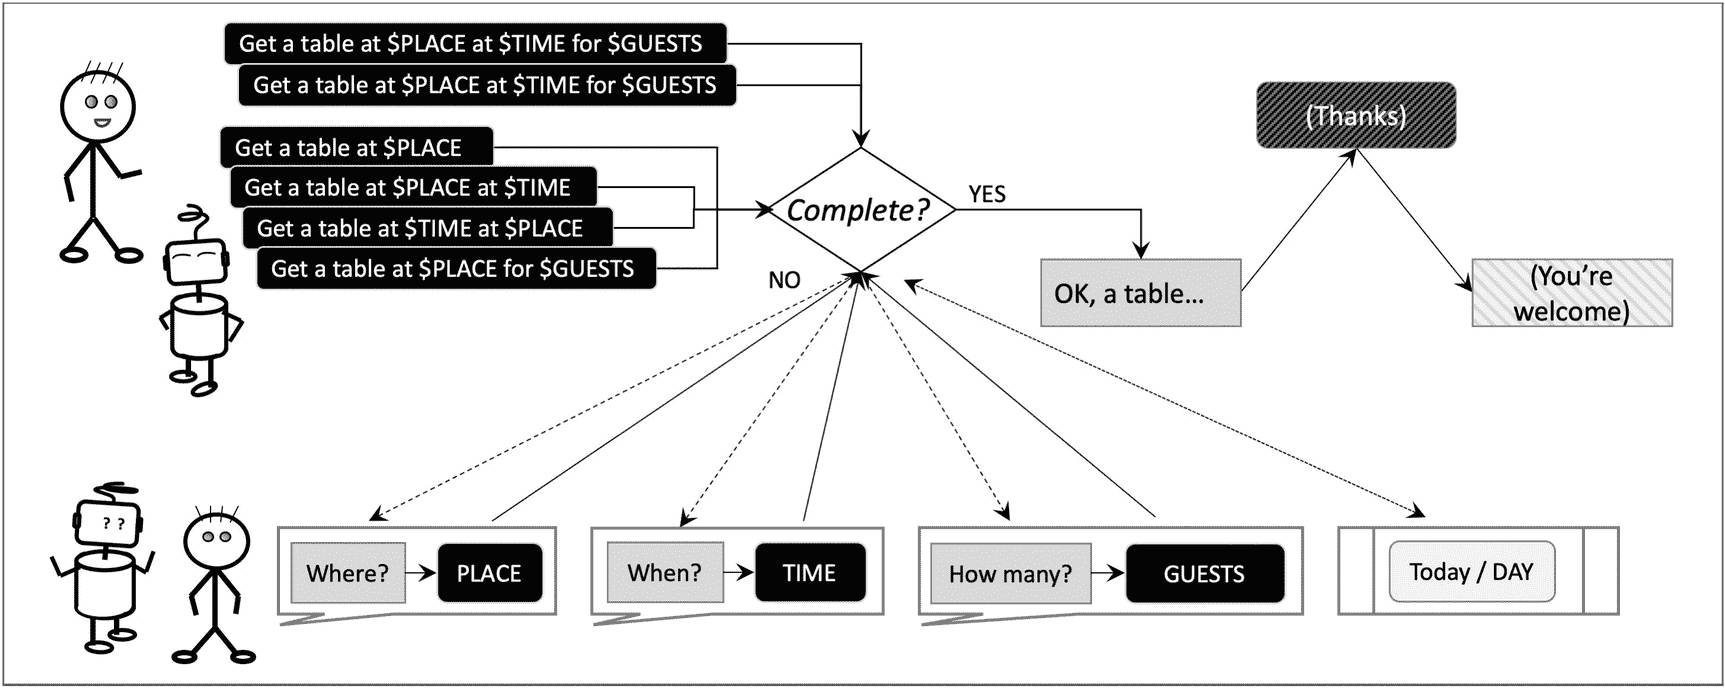 Get a table at $PLACE at $TIME for $GUESTS
Get a table at $PLACE at $TIME for $GUESTS
Get a table at $PLACE
Get a table at $PLACE at $TIME
Get a table at $TIME at $PLACE
Get a table at $PLACE for $GUESTS
Complete?
YES
NO
OK, a table...
(Thanks)
(You're
welcome)
? ?
Where?
PLACE
When?
TIME
How many?
GUESTS
Today / DAY